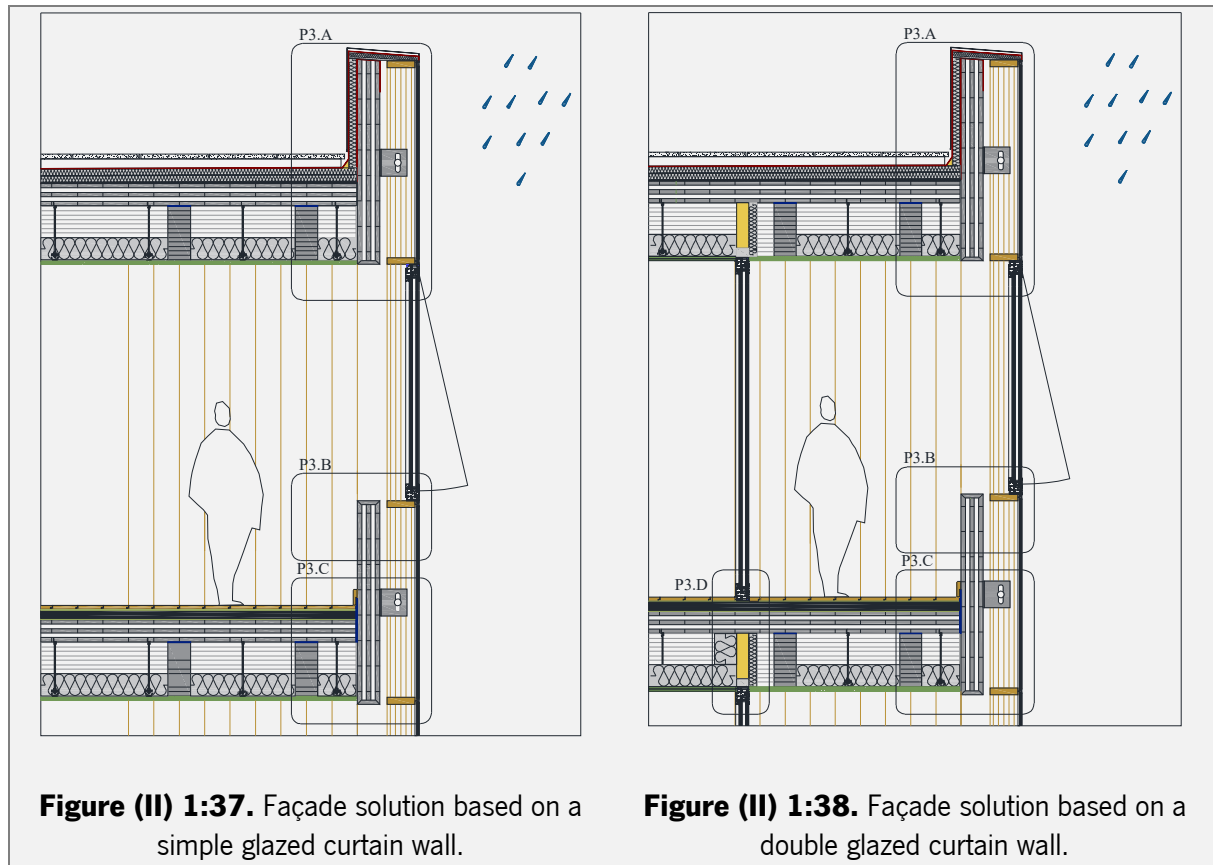 P3.A
P3.B
P3.C
Figure (II) 1:37. Façade solution based on a
simple glazed curtain wall.
P3.A
P3.B
P3.C
P3.D
Figure (II) 1:38. Façade solution based on a
double glazed curtain wall.